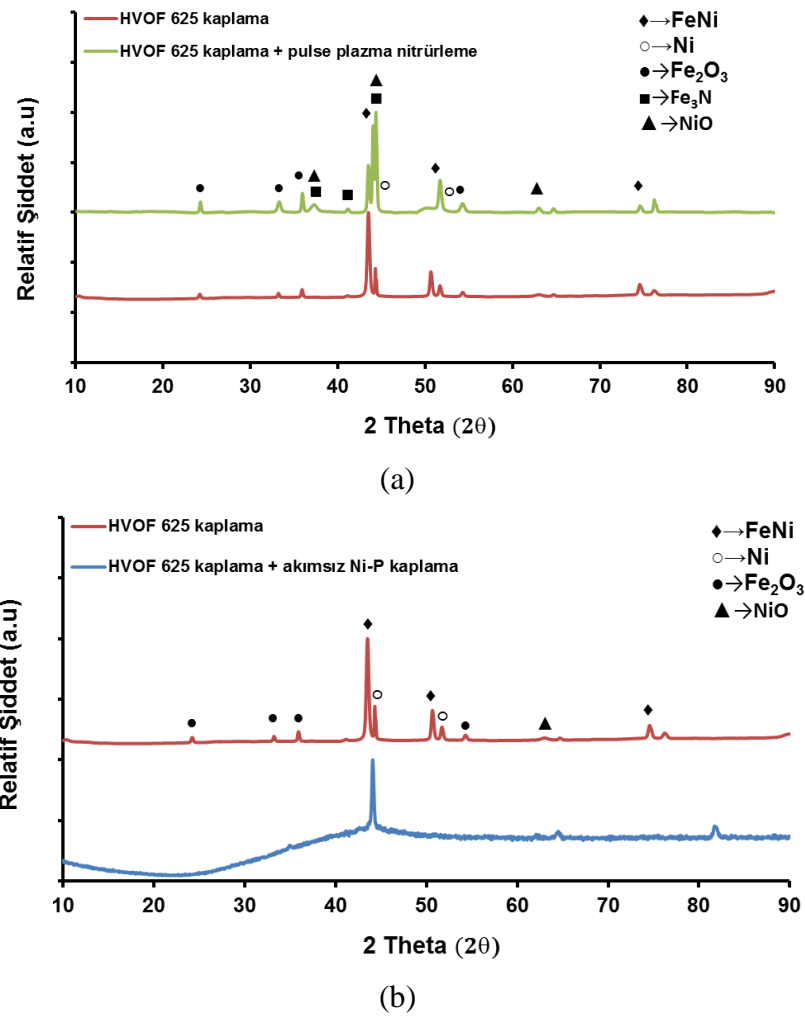 HVOF 625 kaplama
HVOF 625 kaplama + pulse plazma nitrürleme
♦→FeNi
○→Ni
●→Fe₂O₃
■→Fe₃N
▲→NiO
Relatif Şiddet (a.u)
10 20 30 40 50 60 70 80 90
2 Theta (2θ)
(a)
HVOF 625 kaplama
HVOF 625 kaplama + akımsız Ni-P kaplama
♦→FeNi
○→Ni
●→Fe₂O₃
▲→NiO
Relatif Şiddet (a.u)
10 20 30 40 50 60 70 80 90
2 Theta (2θ)
(b)